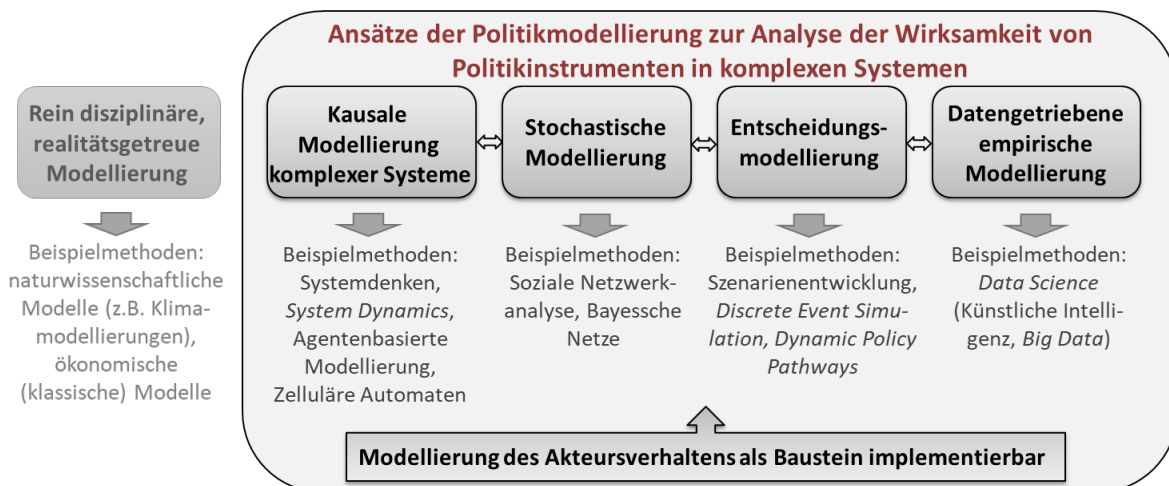 Ansätze der Politikmodellierung zur Analyse der Wirksamkeit von
Politikinstrumenten in komplexen Systemen
Rein disziplinäre,
realitätsgetreue
Modellierung
Beispielmethoden:
naturwissenschaftliche
Modelle (z.B. Klima-
modellierungen),
ökonomische
(klassische) Modelle
Kausale
Modellierung
komplexer Systeme
Beispielmethoden:
Systemdenken,
System Dynamics,
Agentenbasierte
Modellierung,
Zelluläre Automaten
Stochastische
Modellierung
Beispielmethoden:
Soziale Netzwerk-
analyse, Bayessche
Netze
Entscheidungs-
modellierung
Beispielmethoden:
Szenarienentwicklung,
Discrete Event Simu-
lation, Dynamic Policy
Pathways
Datengetriebene
empirische
Modellierung
Beispielmethoden:
Data Science
(Künstliche Intelli-
genz, Big Data)
Modellierung des Akteursverhaltens als Baustein implementierbar